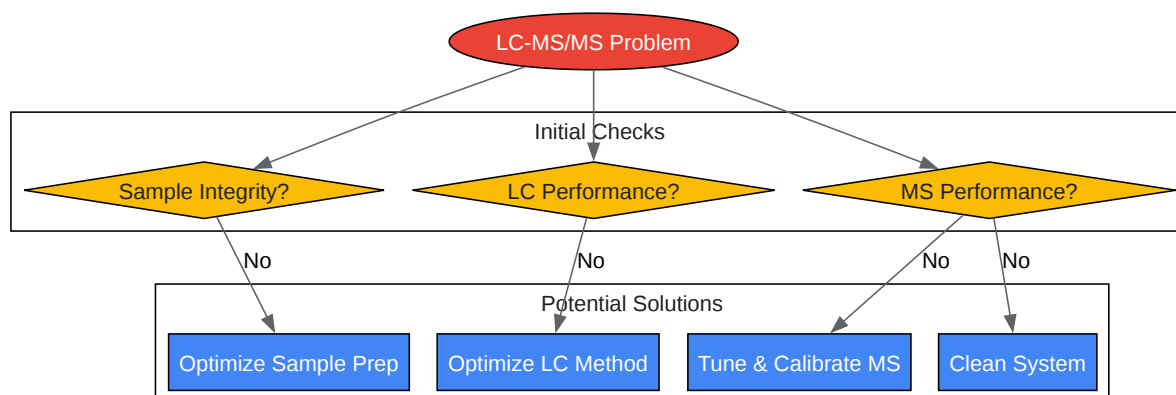 LC-MS/MS Problem
Initial Checks
Sample Integrity?
LC Performance?
MS Performance?
No
No
No
No
Potential Solutions
Optimize Sample Prep
Optimize LC Method
Tune & Calibrate MS
Clean System